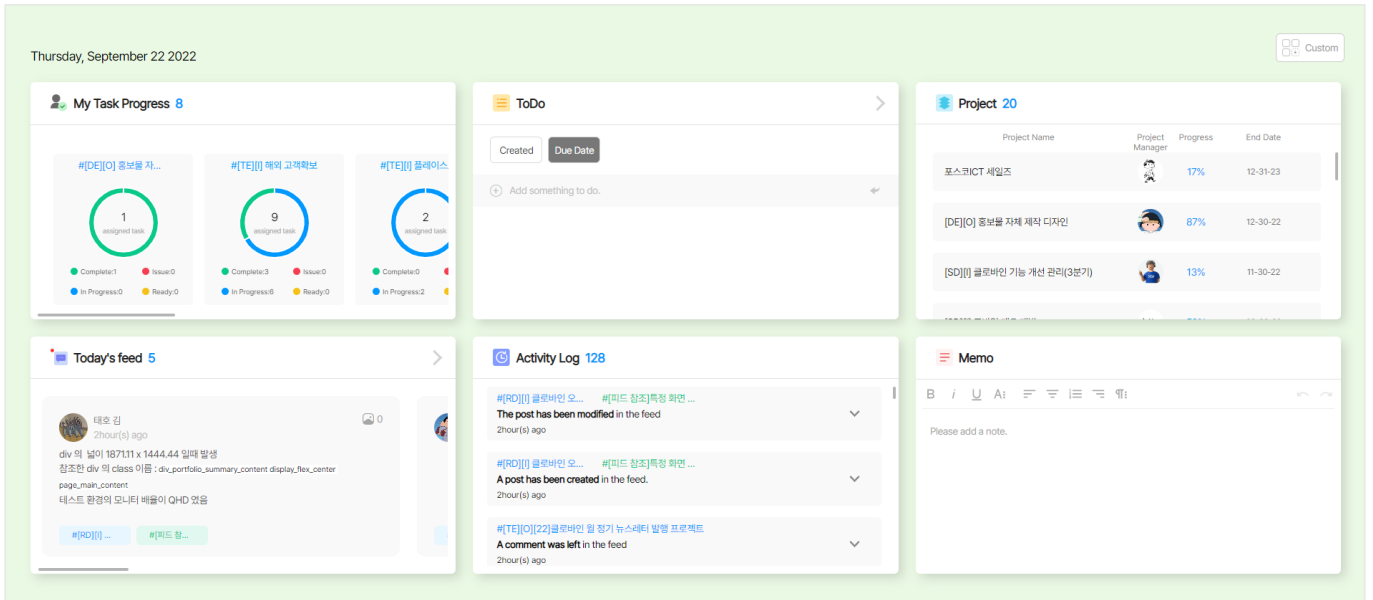 Thursday, September 22 2022
Custom
My Task Progress 8
#[DE][O] 홍보물 자...
1
assigned task
Complete:1
Issue:0
In Progress:0
Ready:0
#[TE][I] 해외 고객확보
9
assigned task
Complete:3
Issue:0
In Progress:6
Ready:0
#[TE][I] 플레이스
2
assigned task
Complete:0
In Progress:2
ToDo
Created
Due Date
Add something to do.
Project 20
Project Name
Project Manager
Progress
End Date
포스코ICT 세일즈
17%
12-31-23
[DE][O] 홍보물 자체 제작 디자인
87%
12-30-22
[SD][I] 클로바인 기능 개선 관리(3분기)
13%
11-30-22
Today's feed 5
태호 김
2hour(s) ago
0
div 의 넓이 1871.11 x 1444.44 일때 발생
참조한 div 의 class 이름 : div_portfolio_summary_content display_flex_center
page_main_content
테스트 환경의 모니터 배율이 QHD 였음
#[RD][I] ...
#[피드 참...
Activity Log 128
#[RD][I] 클로바인 오...
#[피드 참조]특정 화면 ...
The post has been modified in the feed
2hour(s) ago
#[RD][I] 클로바인 오...
#[피드 참조]특정 화면 ...
A post has been created in the feed.
2hour(s) ago
#[TE][O][22]클로바인 월 정기 뉴스레터 발행 프로젝트
A comment was left in the feed
2hour(s) ago
Memo
Please add a note.